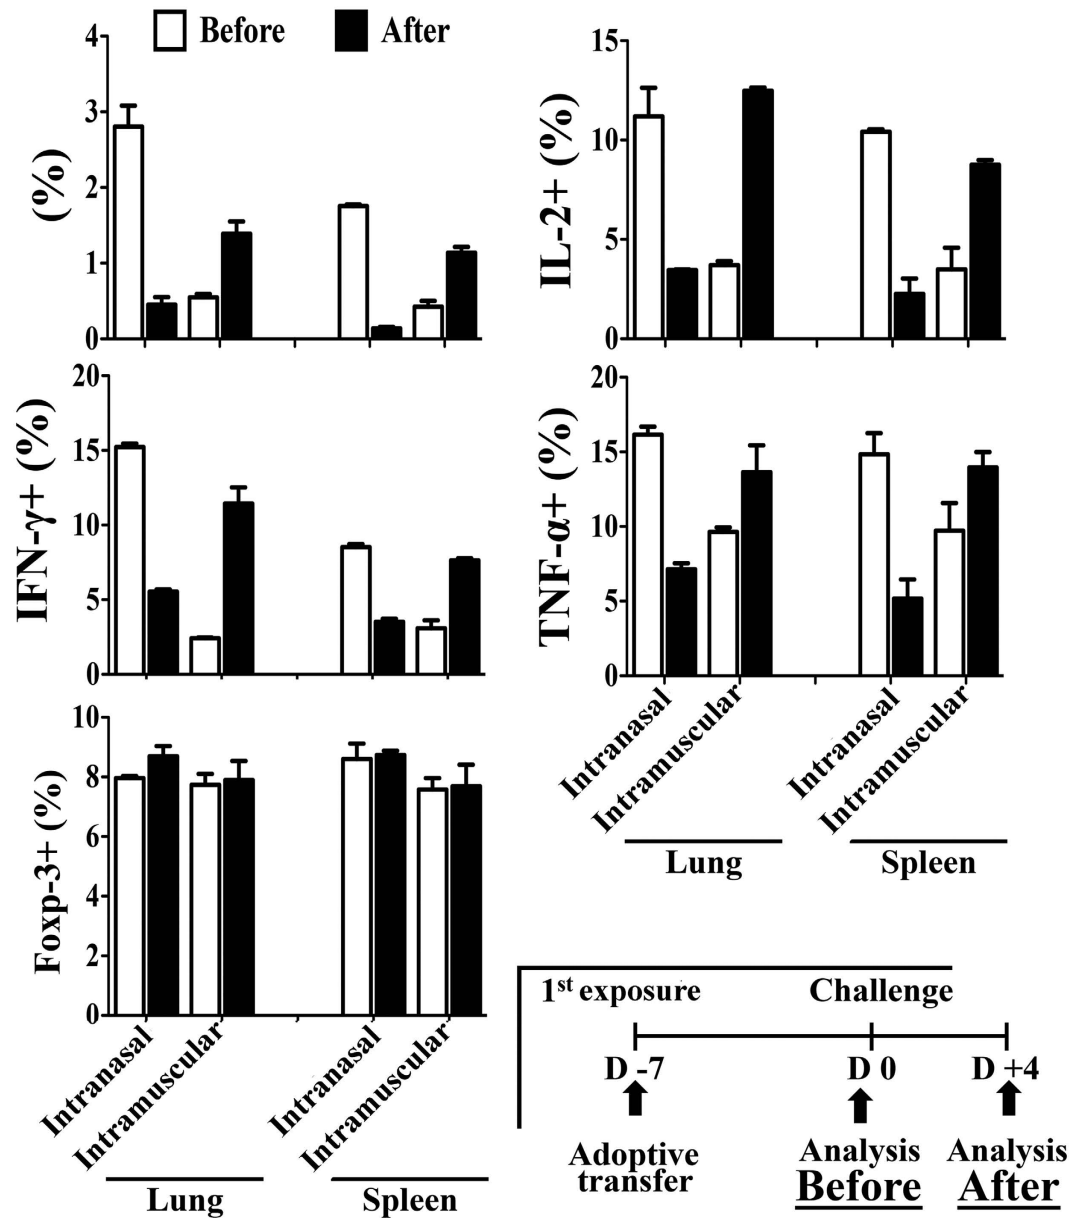 Before After
4
3
2
1
0
(%)
15
10
5
0
IL-2+ (%)
20
15
10
5
0
IFN-γ+ (%)
20
15
10
5
0
TNF-α+ (%)
Intranasal
Intramuscular
Intranasal
Intramuscular
Lung Spleen
10
8
6
4
2
0
Foxp-3+ (%)
Intranasal
Intramuscular
Intranasal
Intramuscular
Lung Spleen
1st exposure Challenge
D -7 D 0 D +4
Adoptive
transfer
Analysis
Before
Analysis
After